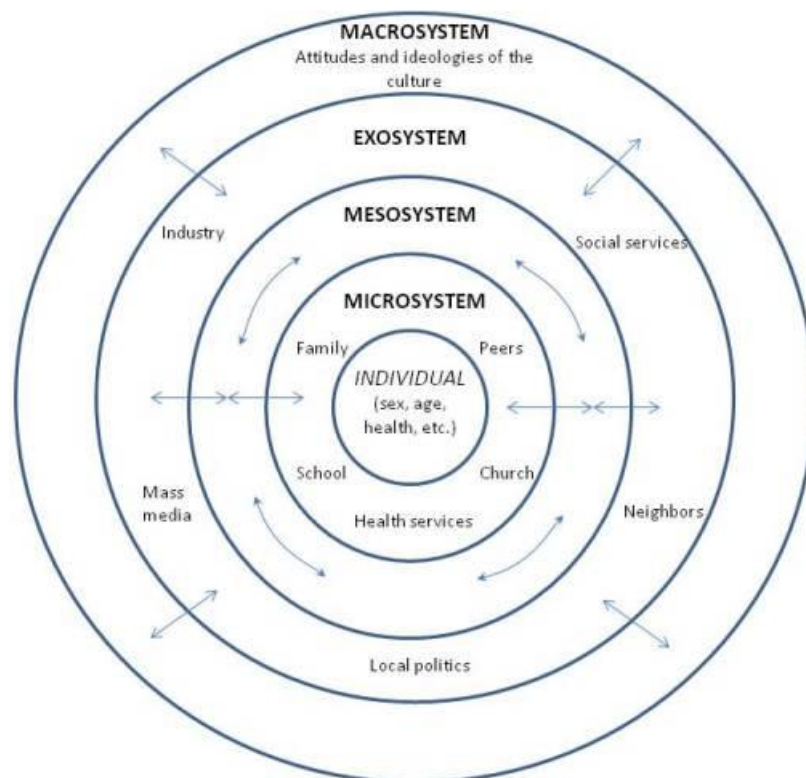 MACROSYSTEM
Attitudes and ideologies of the
culture
EXOSYSTEM
MESOSYSTEM
Industry
Social services
MICROSYSTEM
Family
Peers
INDIVIDUAL
(sex, age,
health, etc.)
School
Church
Mass
media
Neighbors
Health services
Local politics